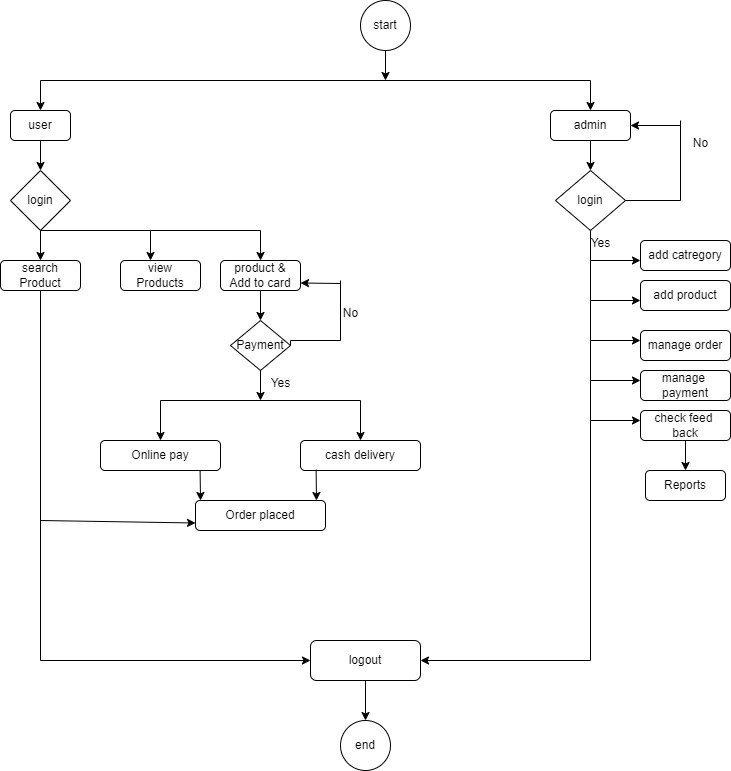 start
user
admin
No
login
login
Yes
search
Product
view
Products
product &
Add to card
add catregory
add product
No
Payment
manage order
Yes
manage
payment
check feed
back
Online pay
cash delivery
Reports
Order placed
logout
end